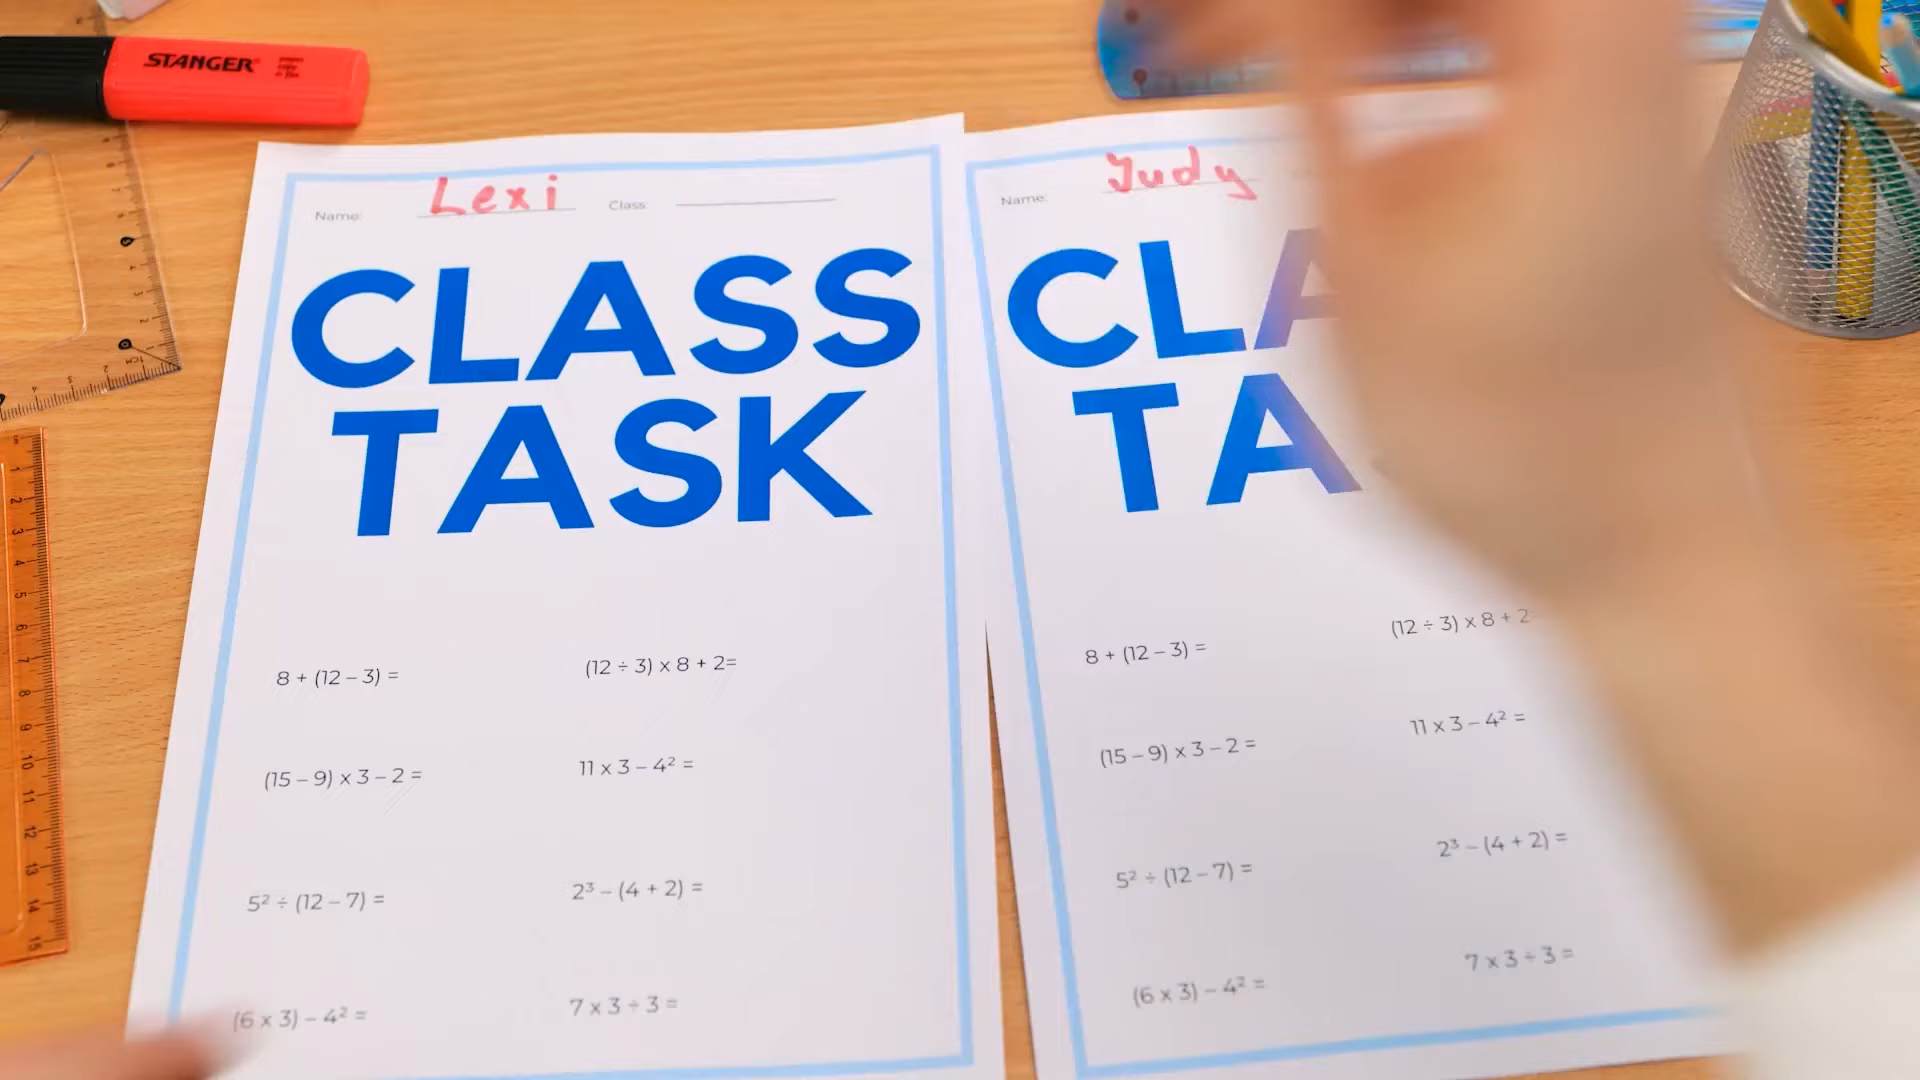 STANGER
Name: Lexi Class:
CLASS
TASK
8 + (12 – 3) =
(12 ÷ 3) x 8 + 2=
(15 – 9) x 3 – 2 =
11 x 3 – 4² =
5² ÷ (12 – 7) =
2³ – (4 + 2) =
(6 x 3) – 4² =
7 x 3 ÷ 3 =
Name: Judy
CLA
TA
8 + (12 – 3) =
(12 ÷ 3) x 8 + 2
(15 – 9) x 3 – 2 =
11 x 3 – 4² =
5² ÷ (12 – 7) =
2³ – (4 + 2) =
(6 x 3) – 4² =
7 x 3 ÷ 3 =